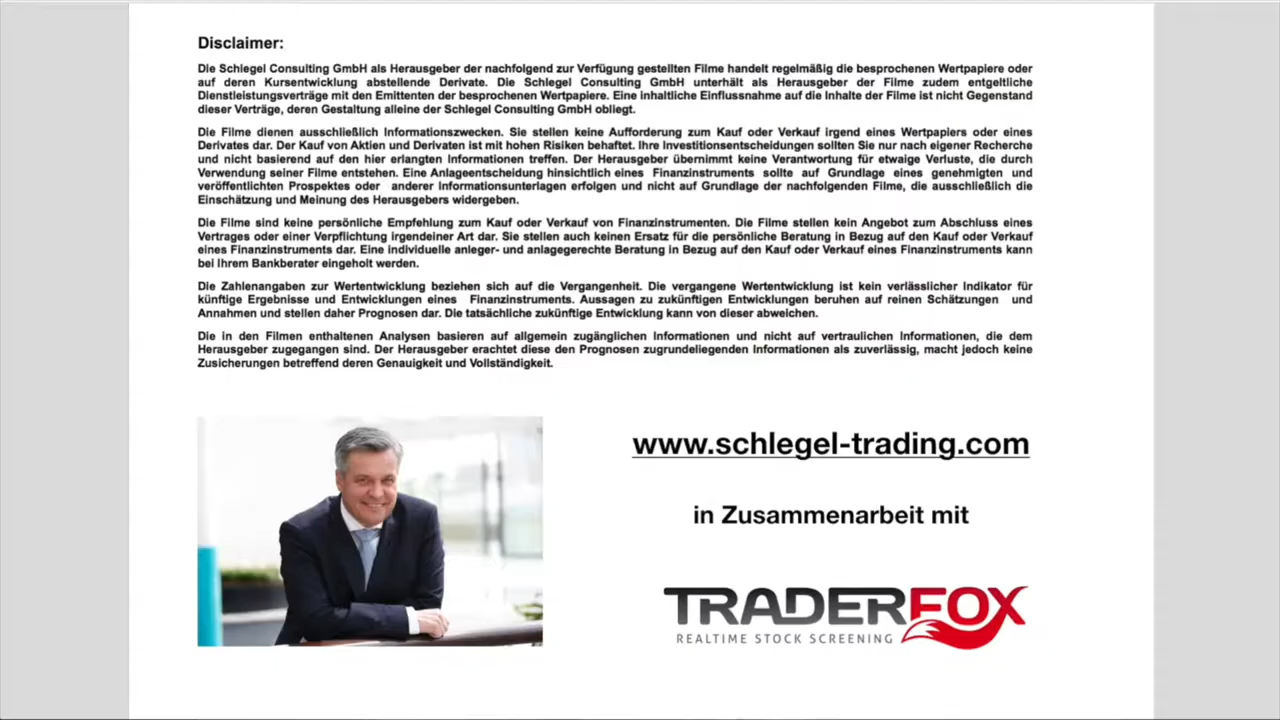 Disclaimer:
Die Schlegel Consulting GmbH als Herausgeber der nachfolgend zur Verfügung gestellten Filme handelt regelmäßig die besprochenen Wertpapiere oder
auf deren Kursentwicklung abstellende Derivate. Die Schlegel Consulting GmbH unterhält als Herausgeber der Filme zudem entgeltliche
Dienstleistungsverträge mit den Emittenten der besprochenen Wertpapiere. Eine inhaltliche Einflussnahme auf die Inhalte der Filme ist nicht Gegenstand
dieser Verträge, deren Gestaltung alleine der Schlegel Consulting GmbH obliegt.
Die Filme dienen ausschließlich Informationszwecken. Sie stellen keine Aufforderung zum Kauf oder Verkauf irgend eines Wertpapiers oder eines
Derivates dar. Der Kauf von Aktien und Derivaten ist mit hohen Risiken behaftet. Ihre Investitionsentscheidungen sollten Sie nur nach eigener Recherche
und nicht basierend auf den hier erlangten Informationen treffen. Der Herausgeber übernimmt keine Verantwortung für etwaige Verluste, die durch
Verwendung seiner Filme entstehen. Eine Anlageentscheidung hinsichtlich eines Finanzinstruments sollte auf Grundlage eines genehmigten und
veröffentlichten Prospektes oder anderer Informationsunterlagen erfolgen und nicht auf Grundlage der nachfolgenden Filme, die ausschließlich die
Einschätzung und Meinung des Herausgebers widergeben.
Die Filme sind keine persönliche Empfehlung zum Kauf oder Verkauf von Finanzinstrumenten. Die Filme stellen kein Angebot zum Abschluss eines
Vertrages oder einer Verpflichtung irgendeiner Art dar. Sie stellen auch keinen Ersatz für die persönliche Beratung in Bezug auf den Kauf oder Verkauf
eines Finanzinstruments dar. Eine individuelle anleger- und anlagegerechte Beratung in Bezug auf den Kauf oder Verkauf eines Finanzinstruments kann
bei Ihrem Bankberater eingeholt werden.
Die Zahlenangaben zur Wertentwicklung beziehen sich auf die Vergangenheit. Die vergangene Wertentwicklung ist kein verlässlicher Indikator für
künftige Ergebnisse und Entwicklungen eines Finanzinstruments. Aussagen zu zukünftigen Entwicklungen beruhen auf reinen Schätzungen und
Annahmen und stellen daher Prognosen dar. Die tatsächliche zukünftige Entwicklung kann von dieser abweichen.
Die in den Filmen enthaltenen Analysen basieren auf allgemein zugänglichen Informationen und nicht auf vertraulichen Informationen, die dem
Herausgeber zugegangen sind. Der Herausgeber erachtet diese den Prognosen zugrundeliegenden Informationen als zuverlässig, macht jedoch keine
Zusicherungen betreffend deren Genauigkeit und Vollständigkeit.
www.schlegel-trading.com
in Zusammenarbeit mit
TRADERFOX
REALTIME STOCK SCREENING